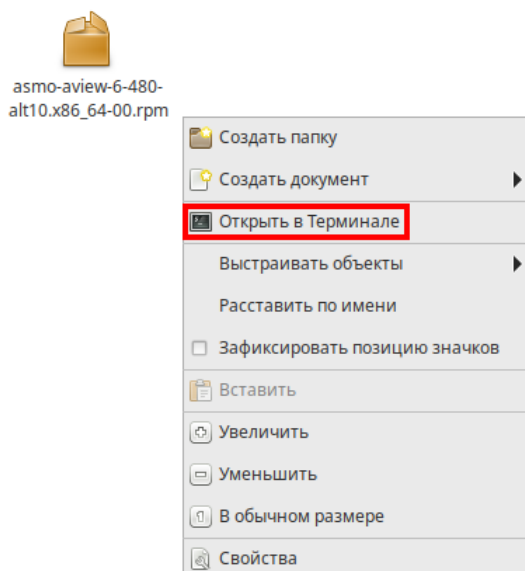 asmo-aview-6-480-
alt10.x86_64-00.rpm
Создать папку
Создать документ
Открыть в Терминале
Выстраивать объекты
Расставить по имени
Зафиксировать позицию значков
Вставить
Увеличить
Уменьшить
В обычном размере
Свойства